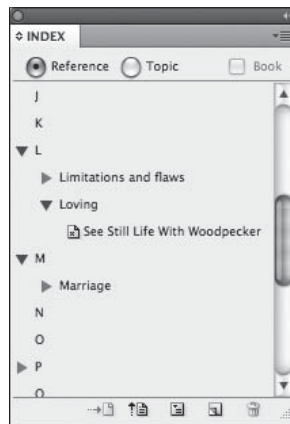 INDEX
Reference Topic Book
J
K
L
Limitations and flaws
Loving
See Still Life With Woodpecker
M
Marriage
N
O
P
Q